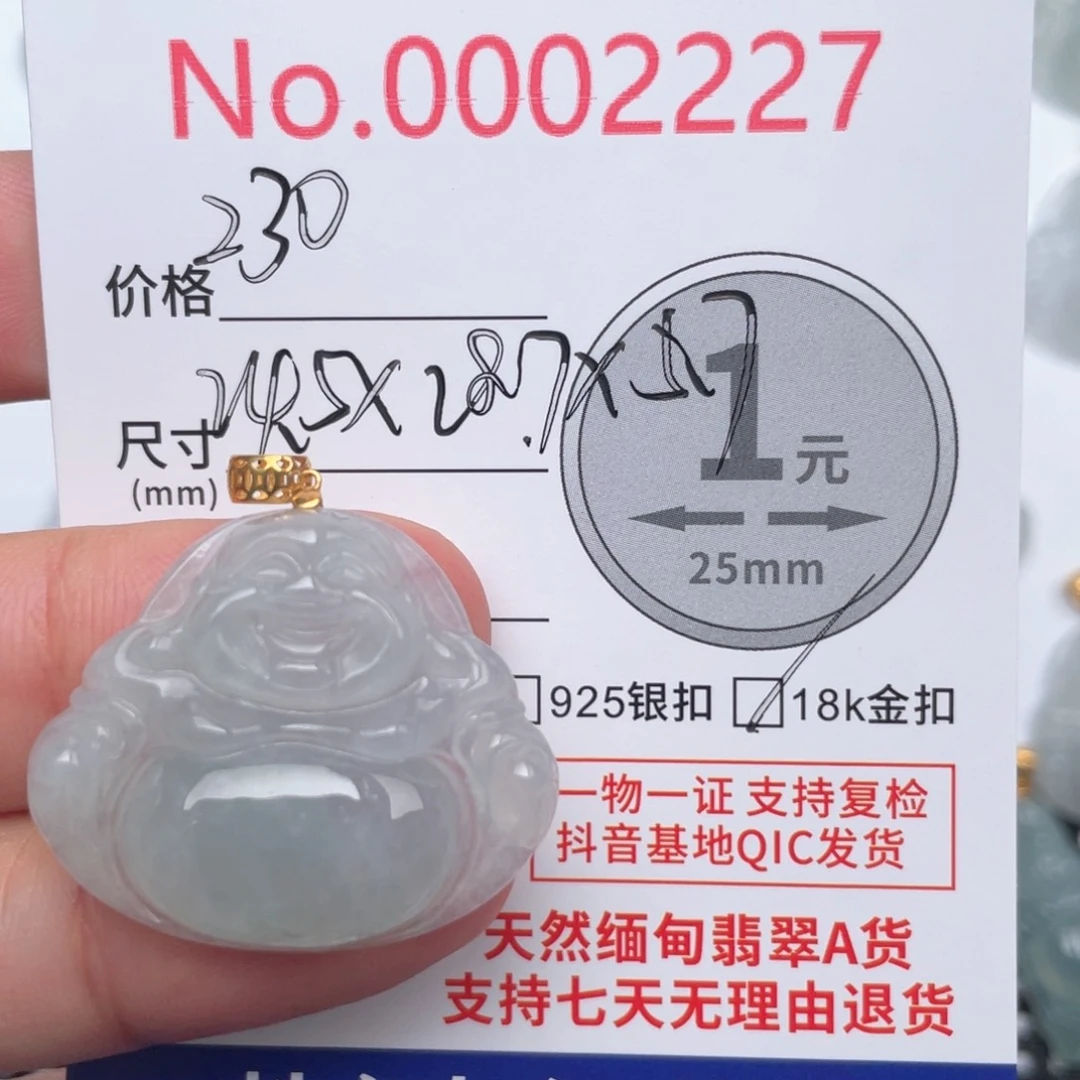 No.0002227
价格 230
尺寸 24.5X28.7X5.7
(mm)
1元
25mm
925银扣 18k金扣
一物一证 支持复检
抖音基地QIC发货
天然缅甸翡翠A货
支持七天无理由退货